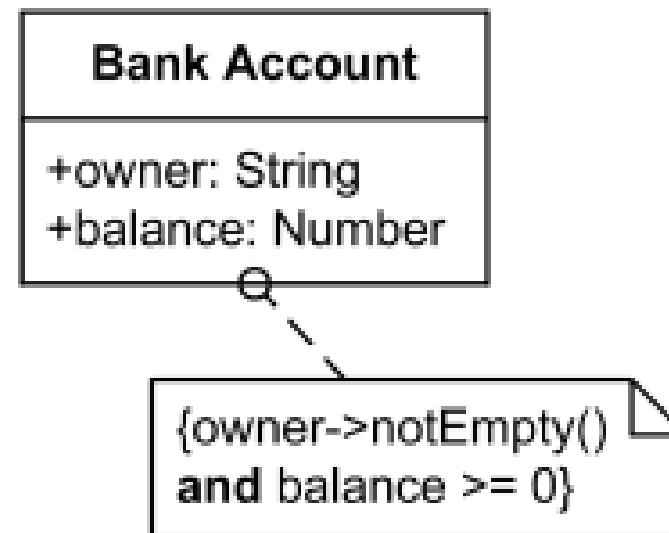 Bank Account
+owner: String
+balance: Number
{owner->notEmpty()
and balance >= 0}